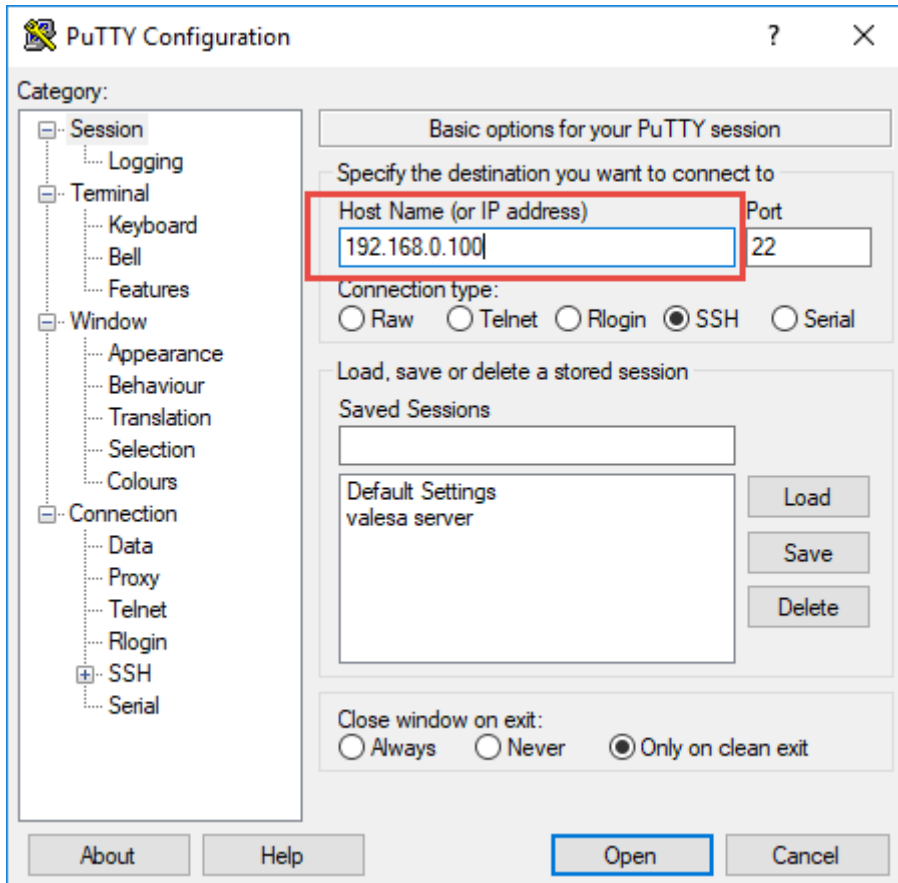 PuTTY Configuration
?
Category:
Session
Logging
Terminal
Keyboard
Bell
Features
Window
Appearance
Behaviour
Translation
Selection
Colours
Connection
Data
Proxy
Telnet
Rlogin
SSH
Serial
Basic options for your PuTTY session
Specify the destination you want to connect to
Host Name (or IP address) Port
192.168.0.100 22
Connection type:
Raw Telnet Rlogin SSH Serial
Load, save or delete a stored session
Saved Sessions
Default Settings
valesa server
Load
Save
Delete
Close window on exit:
Always Never Only on clean exit
About Help Open Cancel